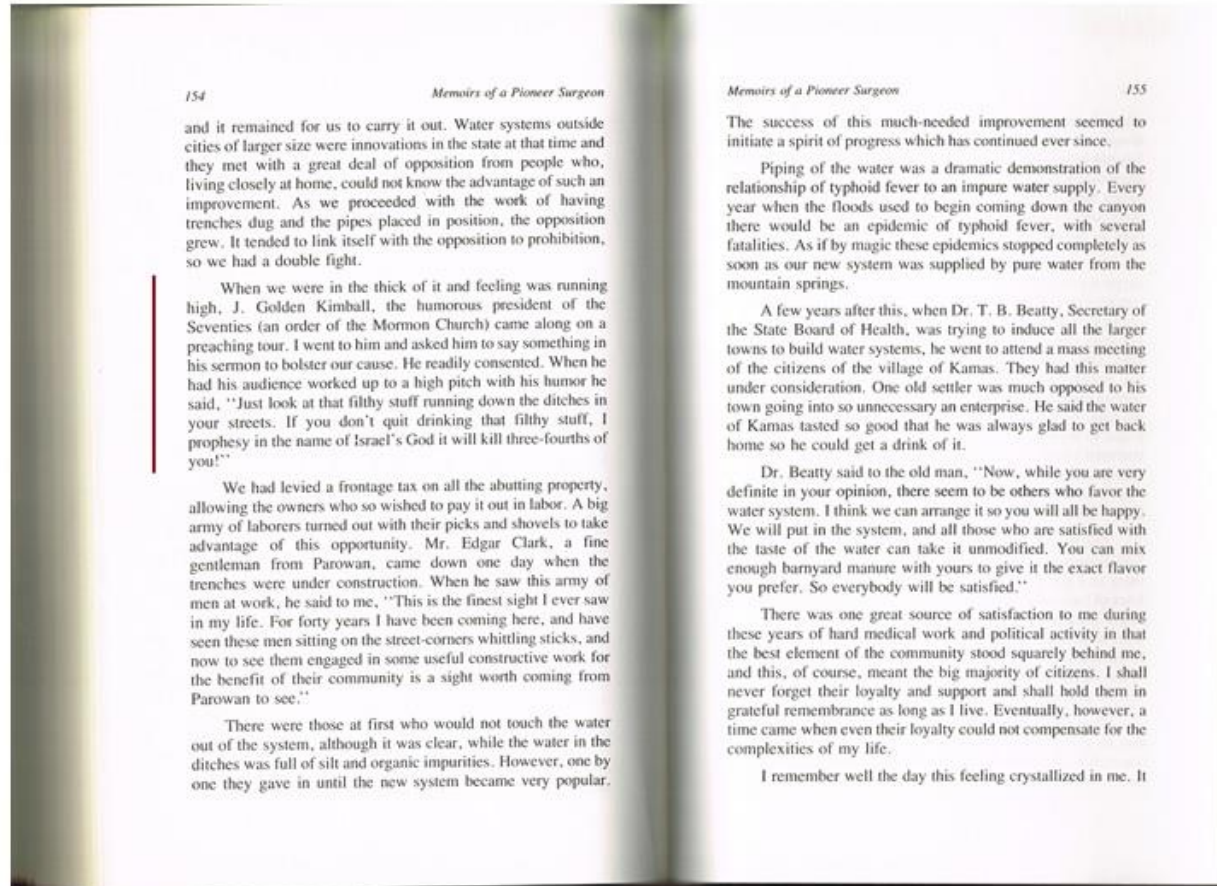 154 Memoirs of a Pioneer Surgeon
and it remained for us to carry it out. Water systems outside
cities of larger size were innovations in the state at that time and
they met with a great deal of opposition from people who,
living closely at home, could not know the advantage of such an
improvement. As we proceeded with the work of having
trenches dug and the pipes placed in position, the opposition
grew. It tended to link itself with the opposition to prohibition,
so we had a double fight.
When we were in the thick of it and feeling was running
high, J. Golden Kimball, the humorous president of the
Seventies (an order of the Mormon Church) came along on a
preaching tour. I went to him and asked him to say something in
his sermon to bolster our cause. He readily consented. When he
had his audience worked up to a high pitch with his humor he
said, "Just look at that filthy stuff running down the ditches in
your streets. If you don't quit drinking that filthy stuff, I
prophesy in the name of Israel's God it will kill three-fourths of
you!"
We had levied a frontage tax on all the abutting property,
allowing the owners who so wished to pay it out in labor. A big
army of laborers turned out with their picks and shovels to take
advantage of this opportunity. Mr. Edgar Clark, a fine
gentleman from Parowan, came down one day when the
trenches were under construction. When he saw this army of
men at work, he said to me, "This is the finest sight I ever saw
in my life. For forty years I have been coming here, and have
seen these men sitting on the street-corners whittling sticks, and
now to see them engaged in some useful constructive work for
the benefit of their community is a sight worth coming from
Parowan to see."
There were those at first who would not touch the water
out of the system, although it was clear, while the water in the
ditches was full of silt and organic impurities. However, one by
one they gave in until the new system became very popular.
Memoirs of a Pioneer Surgeon 155
The success of this much-needed improvement seemed to
initiate a spirit of progress which has continued ever since.
Piping of the water was a dramatic demonstration of the
relationship of typhoid fever to an impure water supply. Every
year when the floods used to begin coming down the canyon
there would be an epidemic of typhoid fever, with several
fatalities. As if by magic these epidemics stopped completely as
soon as our new system was supplied by pure water from the
mountain springs.
A few years after this, when Dr. T. B. Beatty, Secretary of
the State Board of Health, was trying to induce all the larger
towns to build water systems, he went to attend a mass meeting
of the citizens of the village of Kamas. They had this matter
under consideration. One old settler was much opposed to his
town going into so unnecessary an enterprise. He said the water
of Kamas tasted so good that he was always glad to get back
home so he could get a drink of it.
Dr. Beatty said to the old man, "Now, while you are very
definite in your opinion, there seem to be others who favor the
water system. I think we can arrange it so you will all be happy.
We will put in the system, and all those who are satisfied with
the taste of the water can take it unmodified. You can mix
enough barnyard manure with yours to give it the exact flavor
you prefer. So everybody will be satisfied."
There was one great source of satisfaction to me during
these years of hard medical work and political activity in that
the best element of the community stood squarely behind me,
and this, of course, meant the big majority of citizens. I shall
never forget their loyalty and support and shall hold them in
grateful remembrance as long as I live. Eventually, however, a
time came when even their loyalty could not compensate for the
complexities of my life.
I remember well the day this feeling crystallized in me. It